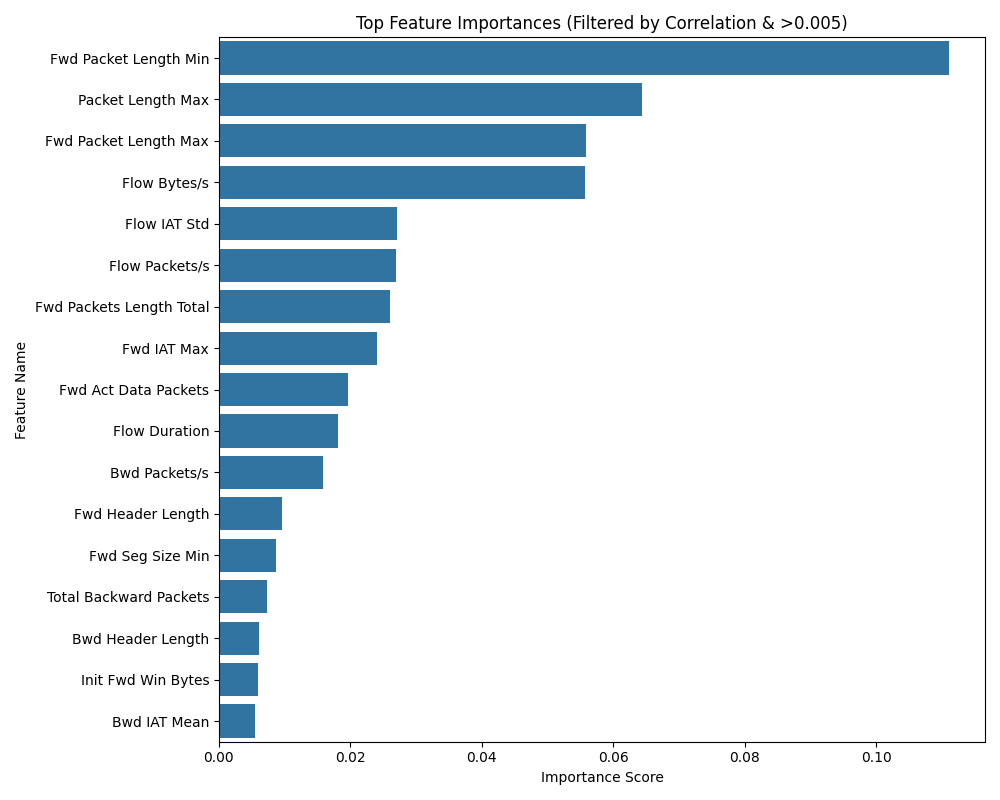 Top Feature Importances (Filtered by Correlation & >0.005)
Feature Name
Fwd Packet Length Min
Packet Length Max
Fwd Packet Length Max
Flow Bytes/s
Flow IAT Std
Flow Packets/s
Fwd Packets Length Total
Fwd IAT Max
Fwd Act Data Packets
Flow Duration
Bwd Packets/s
Fwd Header Length
Fwd Seg Size Min
Total Backward Packets
Bwd Header Length
Init Fwd Win Bytes
Bwd IAT Mean
0.00 0.02 0.04 0.06 0.08 0.10
Importance Score